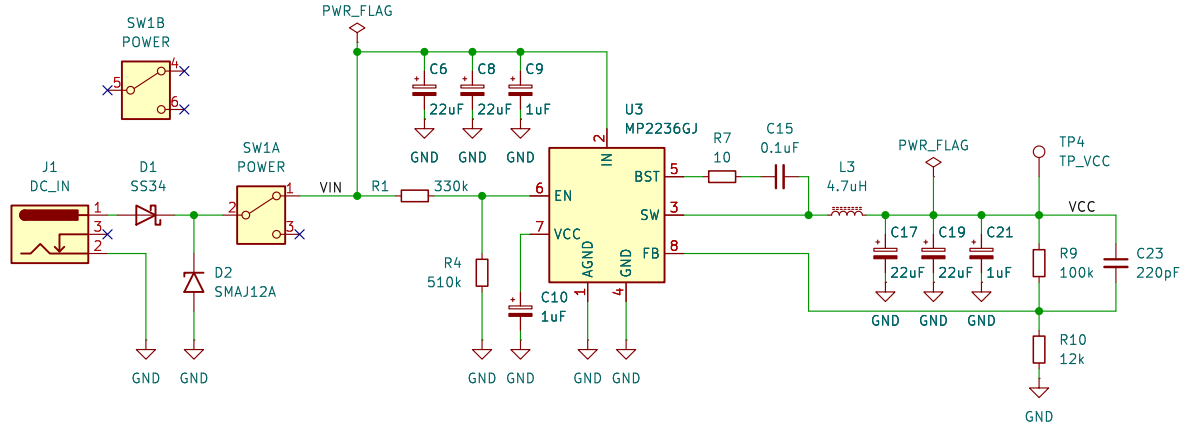 PWR_FLAG
SW1B
POWER
4
5
6
C6
22uF
C8
22uF
C9
1uF
GND
GND
GND
U3
MP2236GJ
2
IN
R7
10
C15
0.1uF
BST
5
SW
3
FB
8
6
EN
7
VCC
AGND
1
GND
4
J1
DC_IN
1
3
2
D1
SS34
SW1A
POWER
2
1
3
VIN
R1
330k
R4
510k
D2
SMAJ12A
C10
1uF
GND
GND
GND
GND
GND
GND
L3
4.7uH
PWR_FLAG
TP4
TP_VCC
VCC
C17
22uF
C19
22uF
C21
1uF
GND
GND
GND
R9
100k
C23
220pF
R10
12k
GND